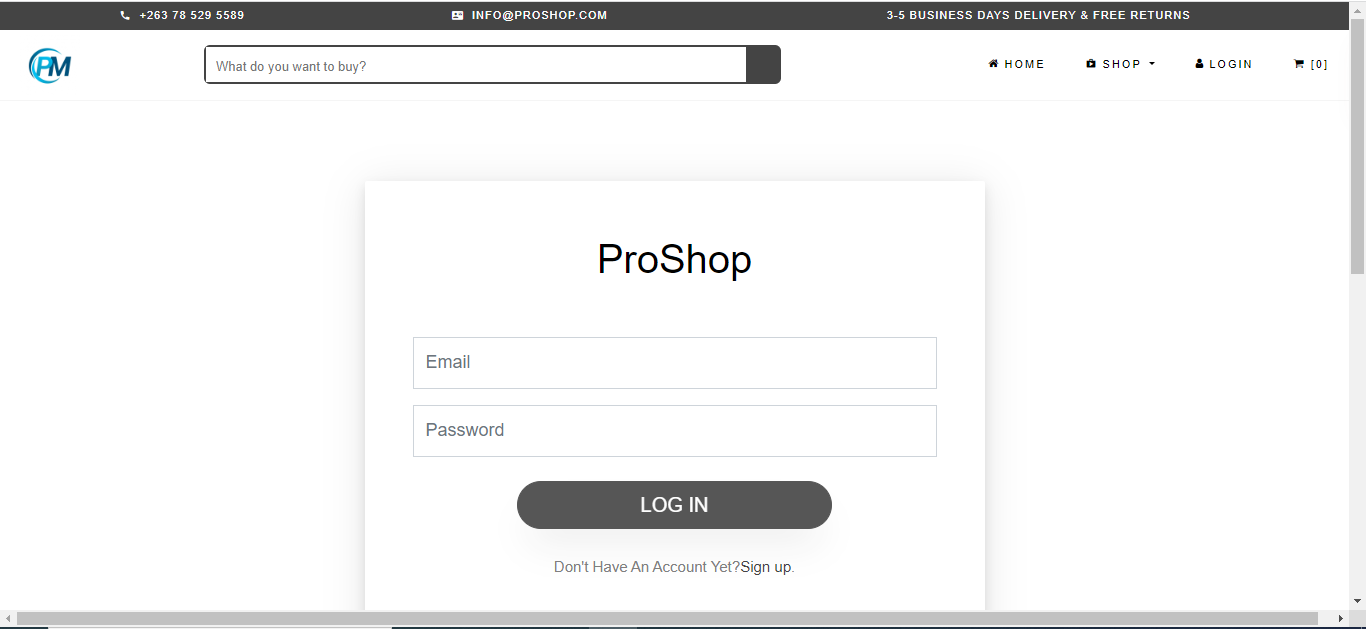 +263 78 529 5589 INFO@PROSHOP.COM 3-5 BUSINESS DAYS DELIVERY & FREE RETURNS
PM What do you want to buy? HOME SHOP LOGIN [0]
ProShop
Email
Password
LOG IN
Don't Have An Account Yet?Sign up.